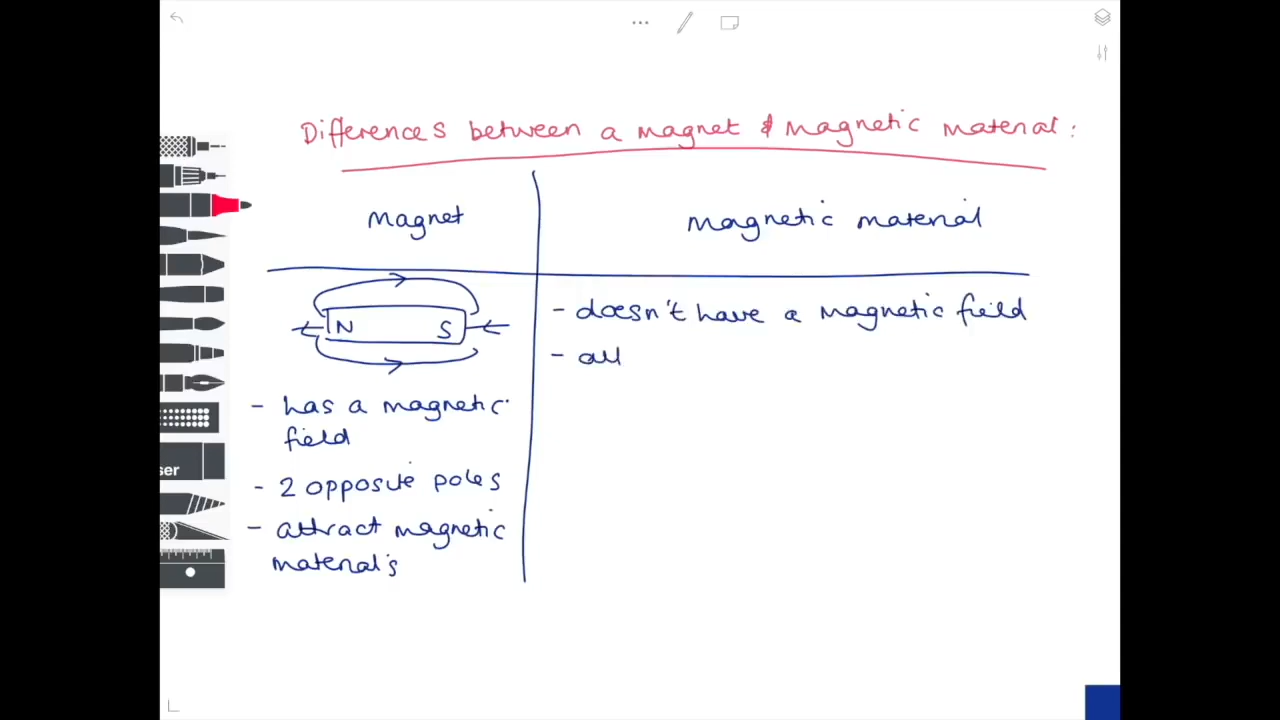 Differences between a magnet & magnetic material:
magnet
magnetic material
N S
- has a magnetic
field
- 2 opposite poles
- attract magnetic
materials
- doesn't have a magnetic field
- all
ser